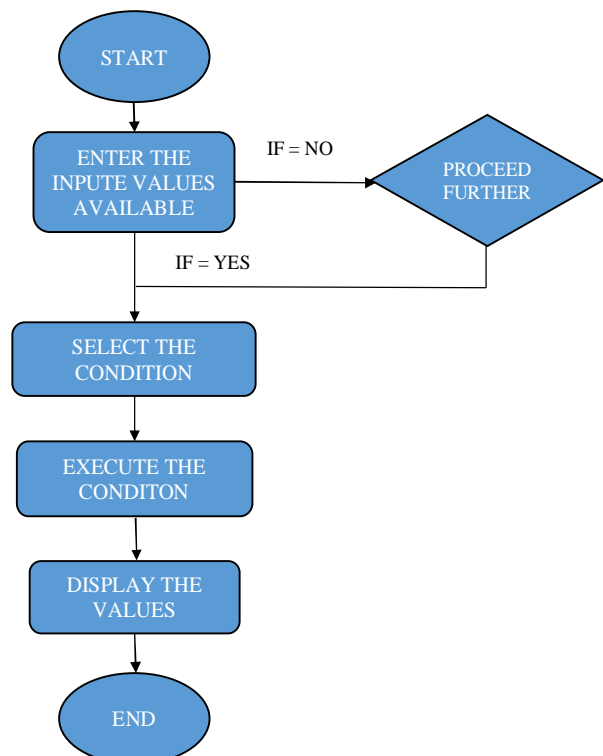 START
ENTER THE
INPUTE VALUES
AVAILABLE
IF = NO
PROCEED
FURTHER
IF = YES
SELECT THE
CONDITION
EXECUTE THE
CONDITON
DISPLAY THE
VALUES
END